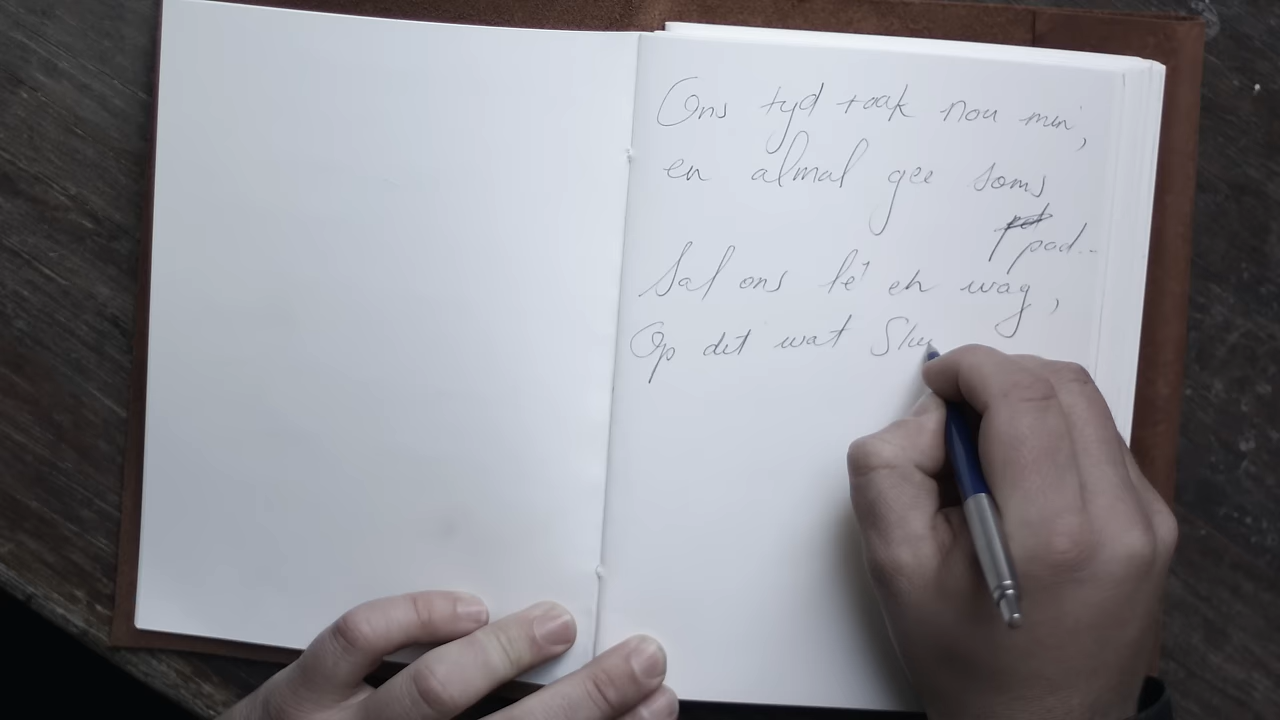 Ons tyd raak nou min,
en almal gee soms
pad..
Sal ons lê en wag,
Op dit wat